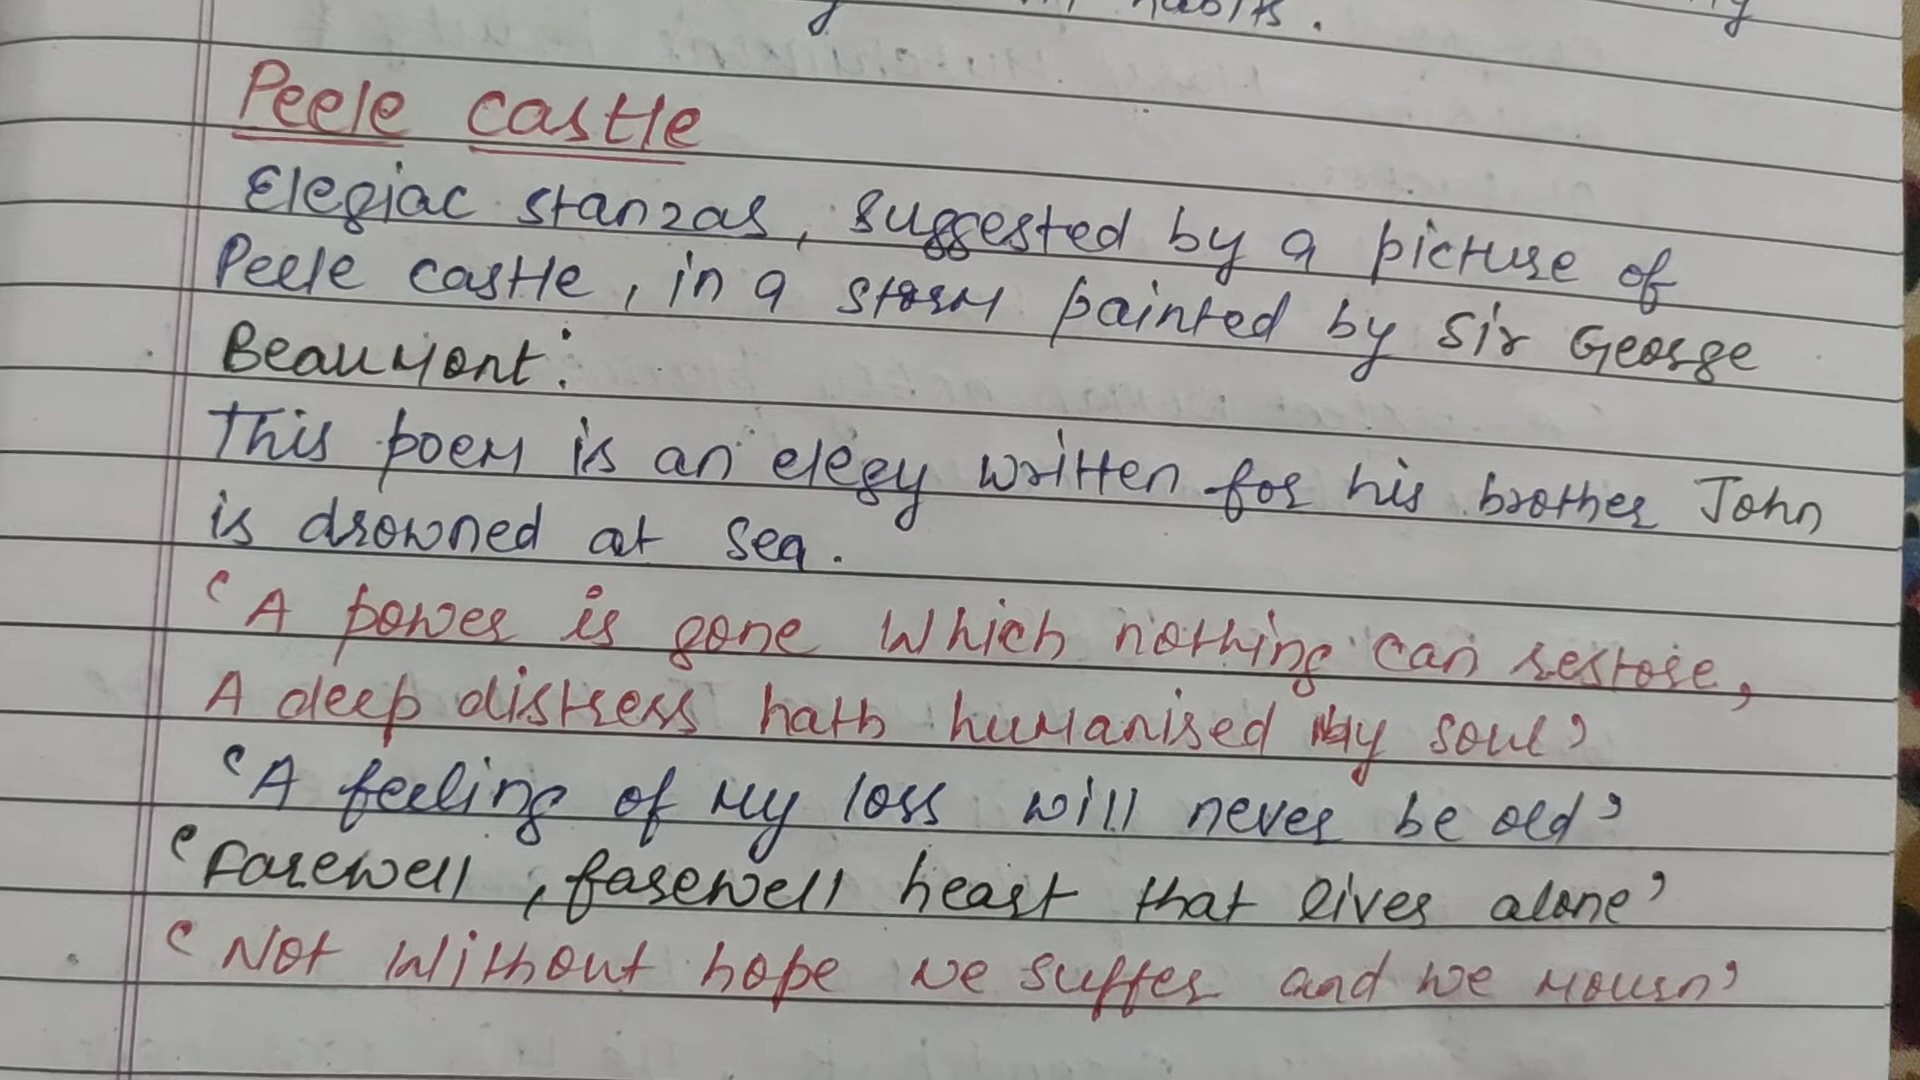 habits.
Peele castle
Elegiac stanzas, suggested by a picture of
Peele castle, in a storm painted by Sir George
Beaumont:
This poem is an elegy written for his brother John
is drowned at sea.
'A power is gone which nothing can restore,
A deep distress hath humanised my soul'
'A feeling of my loss will never be old'
'Farewell, farewell heart that lives alone'
'Not without hope we suffer and we mourn'